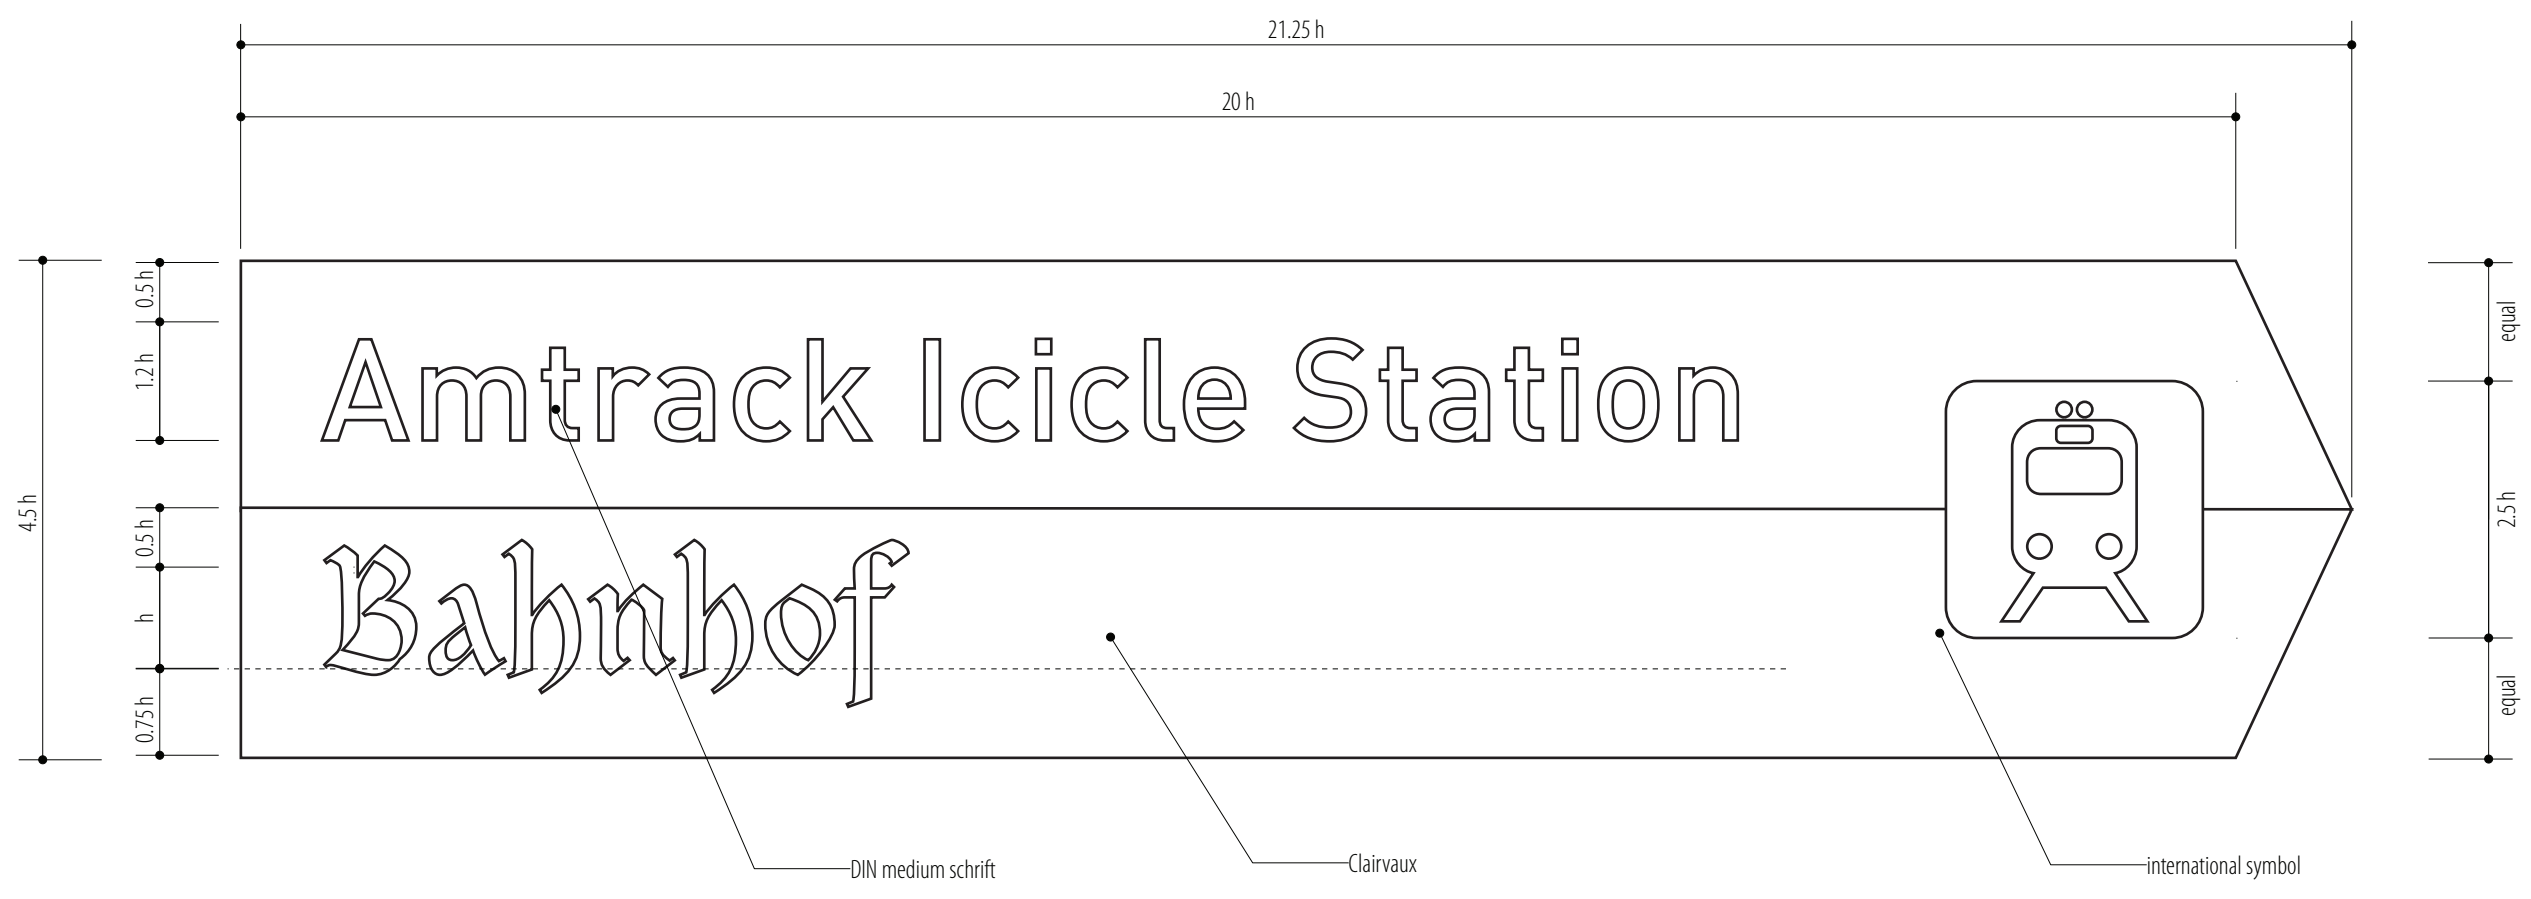 21.25 h
20 h
0.5 h
1.2 h
4.5 h
0.5 h
h
0.75 h
Amtrack Icicle Station
Bahnhof
equal
2.5 h
equal
DIN medium schrift
Clairvaux
international symbol